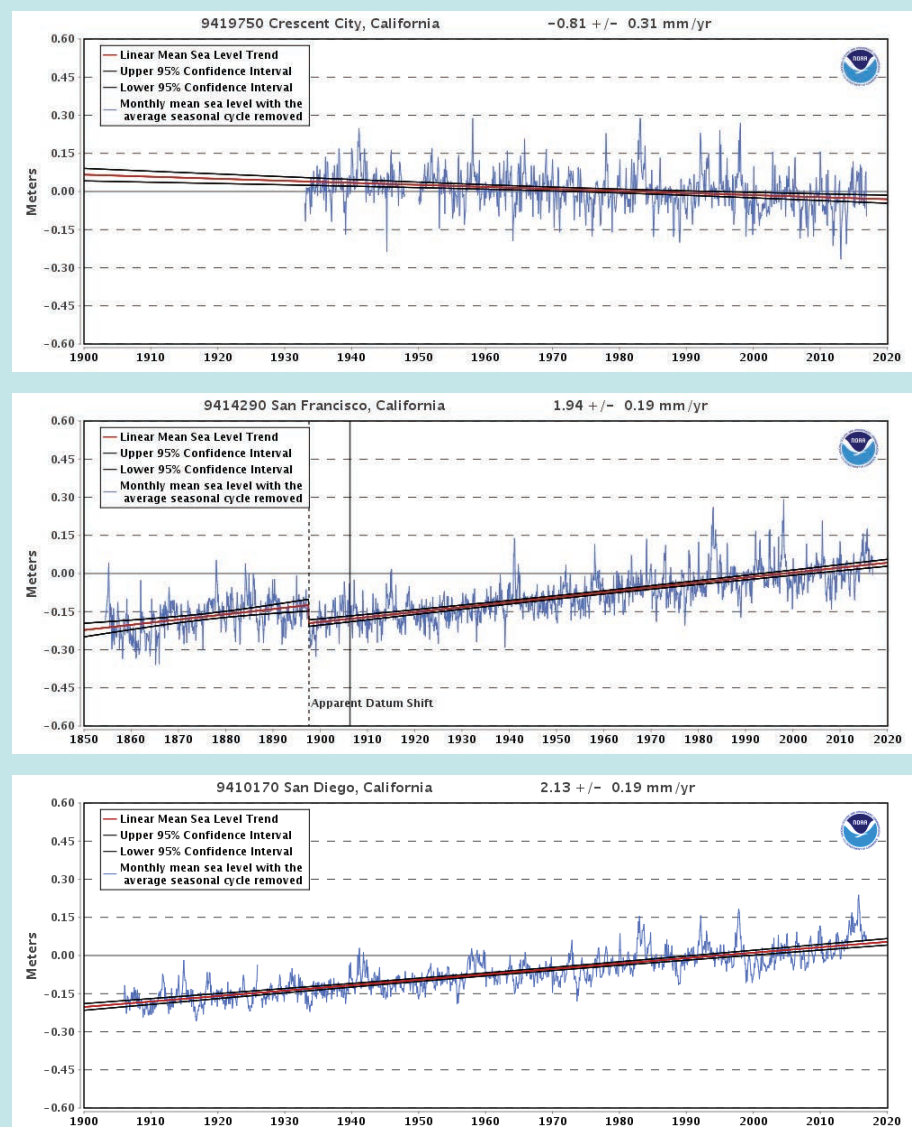 9419750 Crescent City, California −0.81 +/− 0.31 mm/yr
0.60
0.45
0.30
0.15
0.00
−0.15
−0.30
−0.45
−0.60
Meters
Linear Mean Sea Level Trend
Upper 95% Confidence Interval
Lower 95% Confidence Interval
Monthly mean sea level with the
average seasonal cycle removed
NOAA
1900 1910 1920 1930 1940 1950 1960 1970 1980 1990 2000 2010 2020
9414290 San Francisco, California 1.94 +/− 0.19 mm/yr
0.60
0.45
0.30
0.15
0.00
−0.15
−0.30
−0.45
−0.60
Meters
Linear Mean Sea Level Trend
Upper 95% Confidence Interval
Lower 95% Confidence Interval
Monthly mean sea level with the
average seasonal cycle removed
NOAA
Apparent Datum Shift
1850 1860 1870 1880 1890 1900 1910 1920 1930 1940 1950 1960 1970 1980 1990 2000 2010 2020
9410170 San Diego, California 2.13 +/− 0.19 mm/yr
0.60
0.45
0.30
0.15
0.00
−0.15
−0.30
−0.45
−0.60
Meters
Linear Mean Sea Level Trend
Upper 95% Confidence Interval
Lower 95% Confidence Interval
Monthly mean sea level with the
average seasonal cycle removed
NOAA
1900 1910 1920 1930 1940 1950 1960 1970 1980 1990 2000 2010 2020